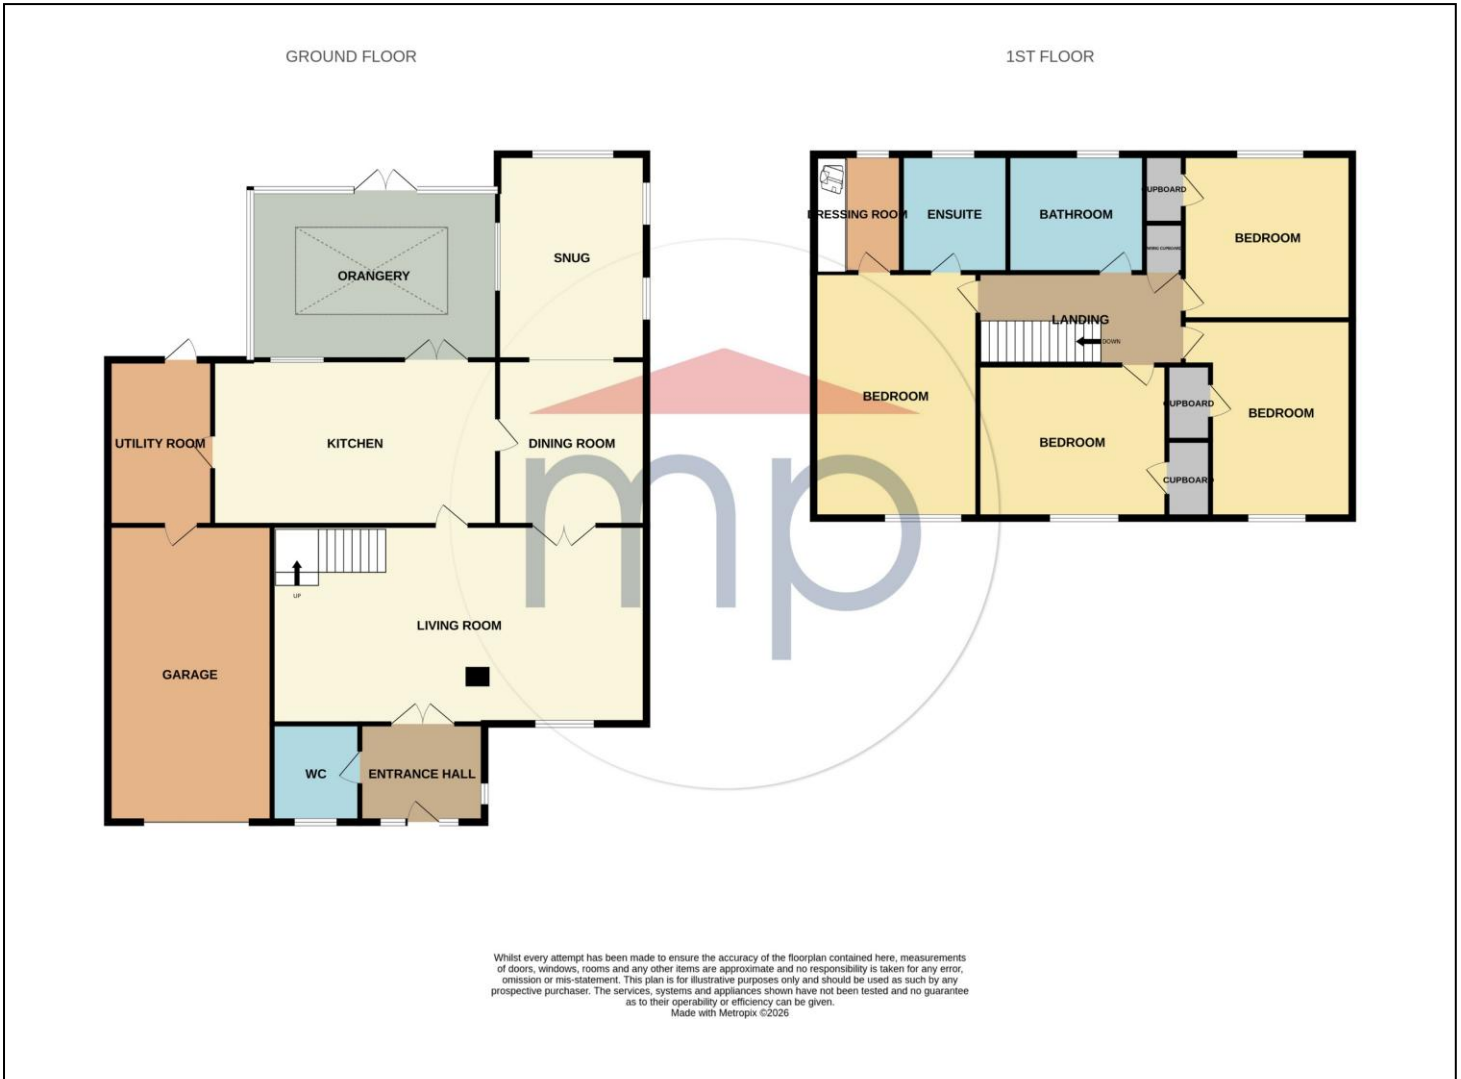 GROUND FLOOR
1ST FLOOR
ORANGERY
SNUG
UTILITY ROOM
KITCHEN
DINING ROOM
UP
LIVING ROOM
GARAGE
WC
ENTRANCE HALL
DRESSING ROOM
ENSUITE
BATHROOM
CUPBOARD
CUPBOARD
BEDROOM
LANDING
DOWN
BEDROOM
BEDROOM
CUPBOARD
CUPBOARD
BEDROOM
mp
Whilst every attempt has been made to ensure the accuracy of the floorplan contained here, measurements
of doors, windows, rooms and any other items are approximate and no responsibility is taken for any error,
omission or mis-statement. This plan is for illustrative purposes only and should be used as such by any
prospective purchaser. The services, systems and appliances shown have not been tested and no guarantee
as to their operability or efficiency can be given.
Made with Metropix ©2026